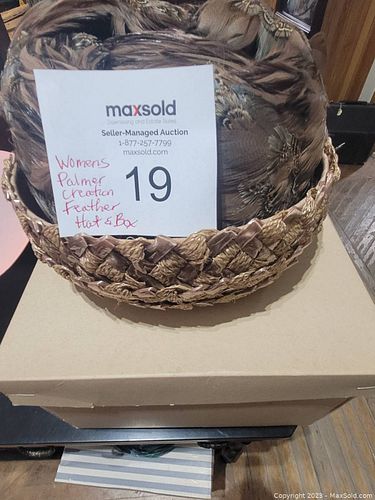 maxsold
Downsizing and Estate Sales
Seller-Managed Auction
1-877-257-7799
maxsold.com
19
Womens
Palmer
Creation
Feather
Hat & Box
Copyright 2023 - MaxSold.com